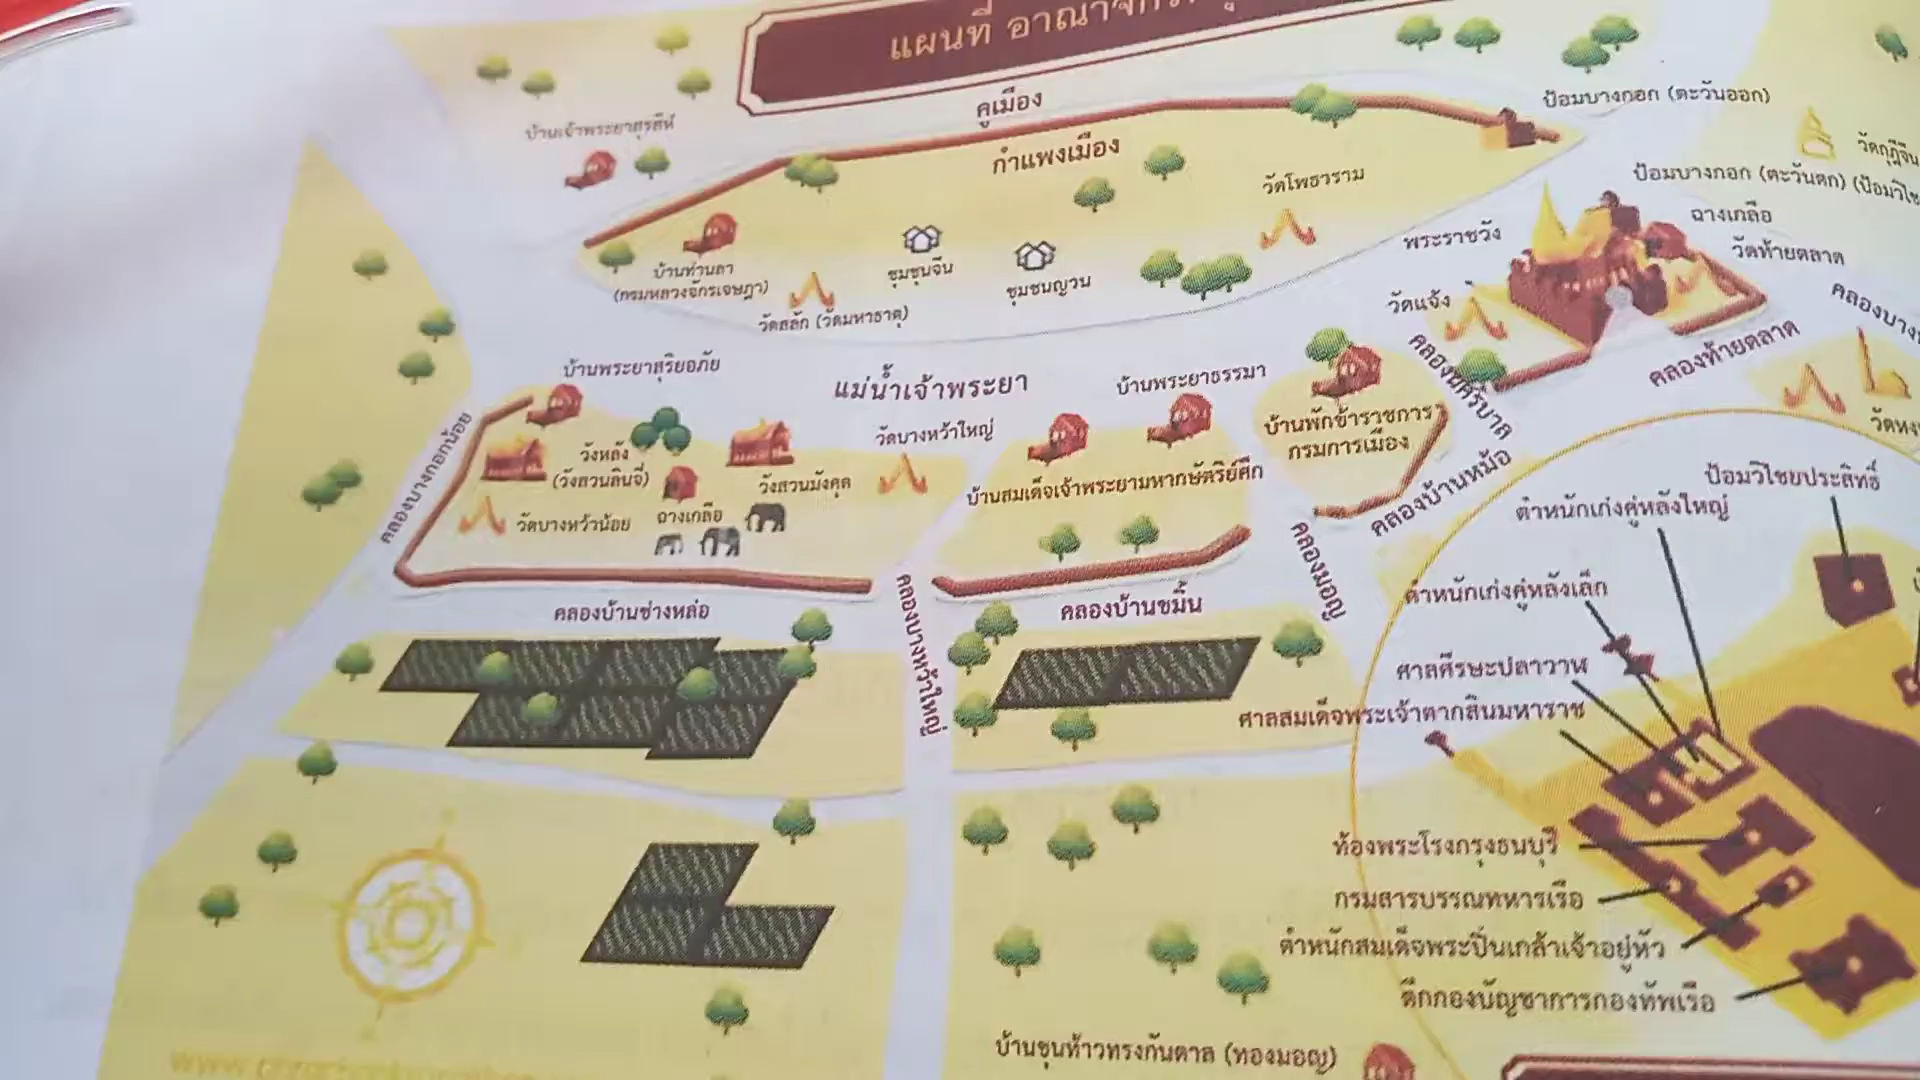 แผนที่
คูเมือง
กำแพงเมือง
ป้อมบางกอก (ตะวันออก)
บ้านเจ้าพระยาสุรสีห์
วัดโพธาราม
ป้อมบางกอก (ตะวันตก)
ฉางเกลือ
พระราชวัง
วัดท้ายตลาด
บ้านท่านลา
(กรมหลวงจักรเจษฎา)
ชุมชนจีน
ชุมชนญวน
วัดสลัก (วัดมหาธาตุ)
วัดแจ้ง
คลองท้ายตลาด
คลองนครบาล
บ้านพระยาสุริยอภัย
แม่น้ำเจ้าพระยา
บ้านพระยาธรรมา
บ้านพักข้าราชการ
กรมการเมือง
วัดบางหว้าใหญ่
คลองบางกอกน้อย
วังหลัง
(วังสวนลิ้นจี่)
วังสวนมังคุด
บ้านสมเด็จเจ้าพระยามหากษัตริย์ศึก
วัดบางหว้าน้อย
ฉางเกลือ
คลองบ้านหม้อ
คลองมอญ
คลองบ้านช่างหล่อ
คลองบางหว้าใหญ่
คลองบ้านขมิ้น
ป้อมวิไชยประสิทธิ์
ตำหนักเก๋งคู่หลังใหญ่
ตำหนักเก๋งคู่หลังเล็ก
ศาลศีรษะปลาวาฬ
ศาลสมเด็จพระเจ้าตากสินมหาราช
ท้องพระโรงกรุงธนบุรี
กรมสารบรรณทหารเรือ
ตำหนักสมเด็จพระปิ่นเกล้าเจ้าอยู่หัว
ตึกกองบัญชาการกองทัพเรือ
บ้านขุนท้าวทรงกันดาล (ทองมอญ)